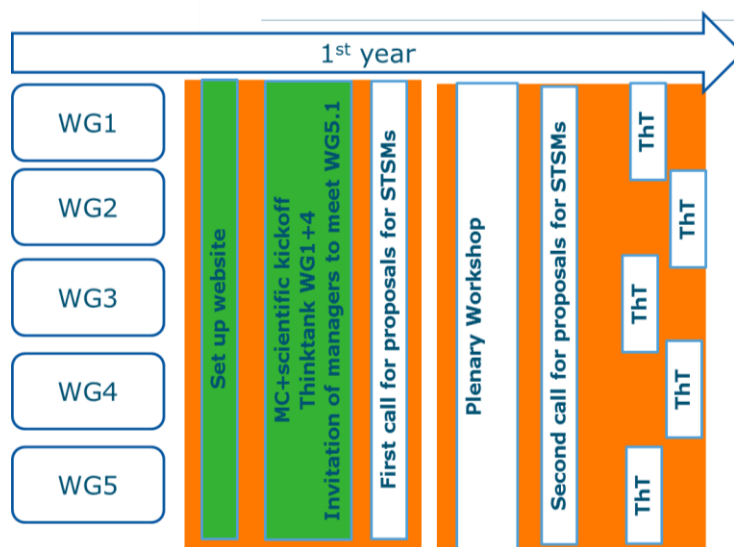 1st year
WG1
WG2
WG3
WG4
WG5
Set up website
MC+scientific kickoff
Thinktank WG1+4
Invitation of managers to meet WG5.1
First call for proposals for STSMs
Plenary Workshop
Second call for proposals for STSMs
ThT
ThT
ThT
ThT
ThT